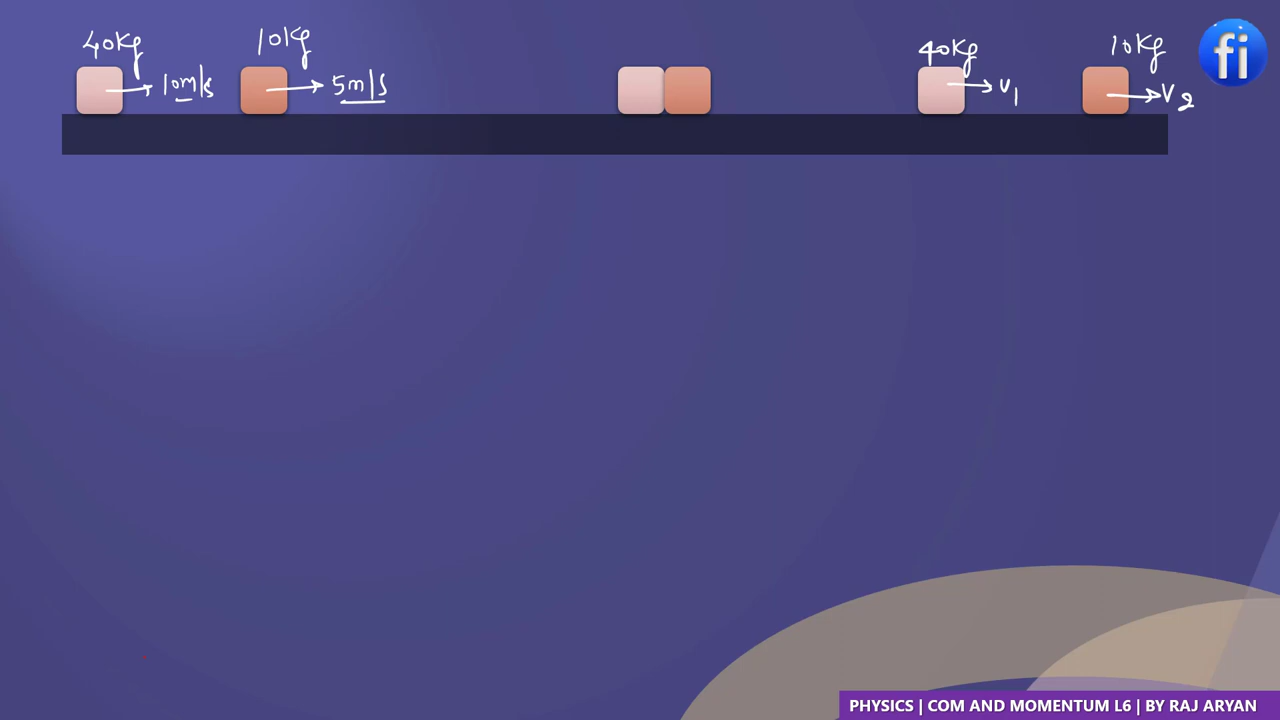 40Kg
10m/s
10Kg
5m/s
40Kg
v1
10Kg
v2
fi
PHYSICS | COM AND MOMENTUM L6 | BY RAJ ARYAN